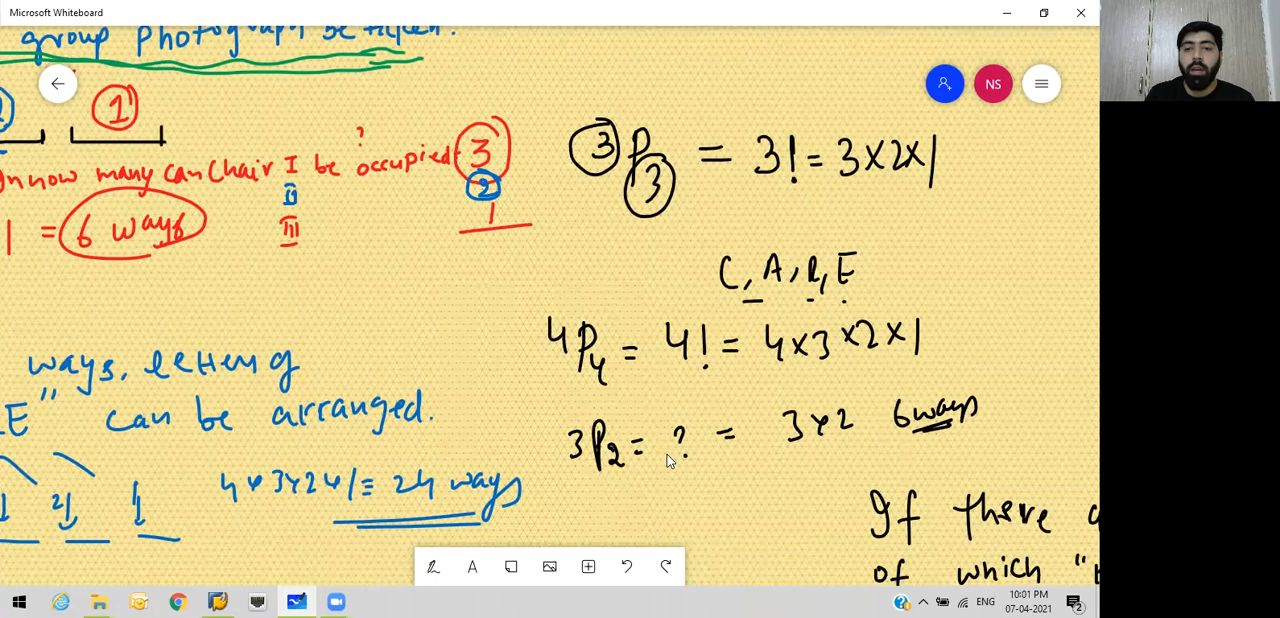 Microsoft Whiteboard
group photograph be taken.
NS
1
how many can Chair I be occupied ? 3
II 2
III 1
1 = 6 ways
3P3 = 3! = 3×2×1
C, A, R, E
4P4 = 4! = 4×3×2×1
ways, letters of
E" can be arranged.
3P2 = ? = 3×2 6 ways
4×3×2×1 = 24 ways
If there
of which "
ENG
10:01 PM
07-04-2021
2